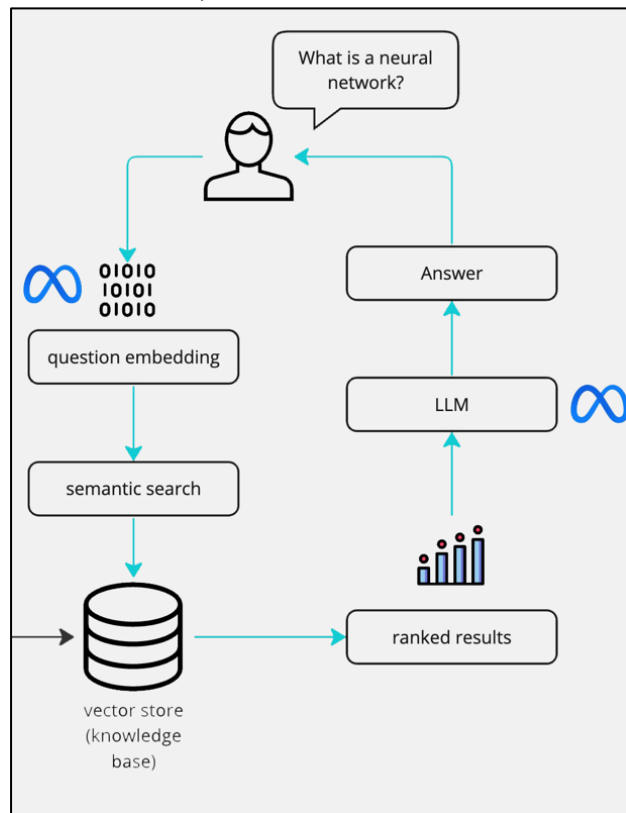 What is a neural
network?
01010
10101
01010
question embedding
semantic search
vector store
(knowledge
base)
ranked results
LLM
Answer